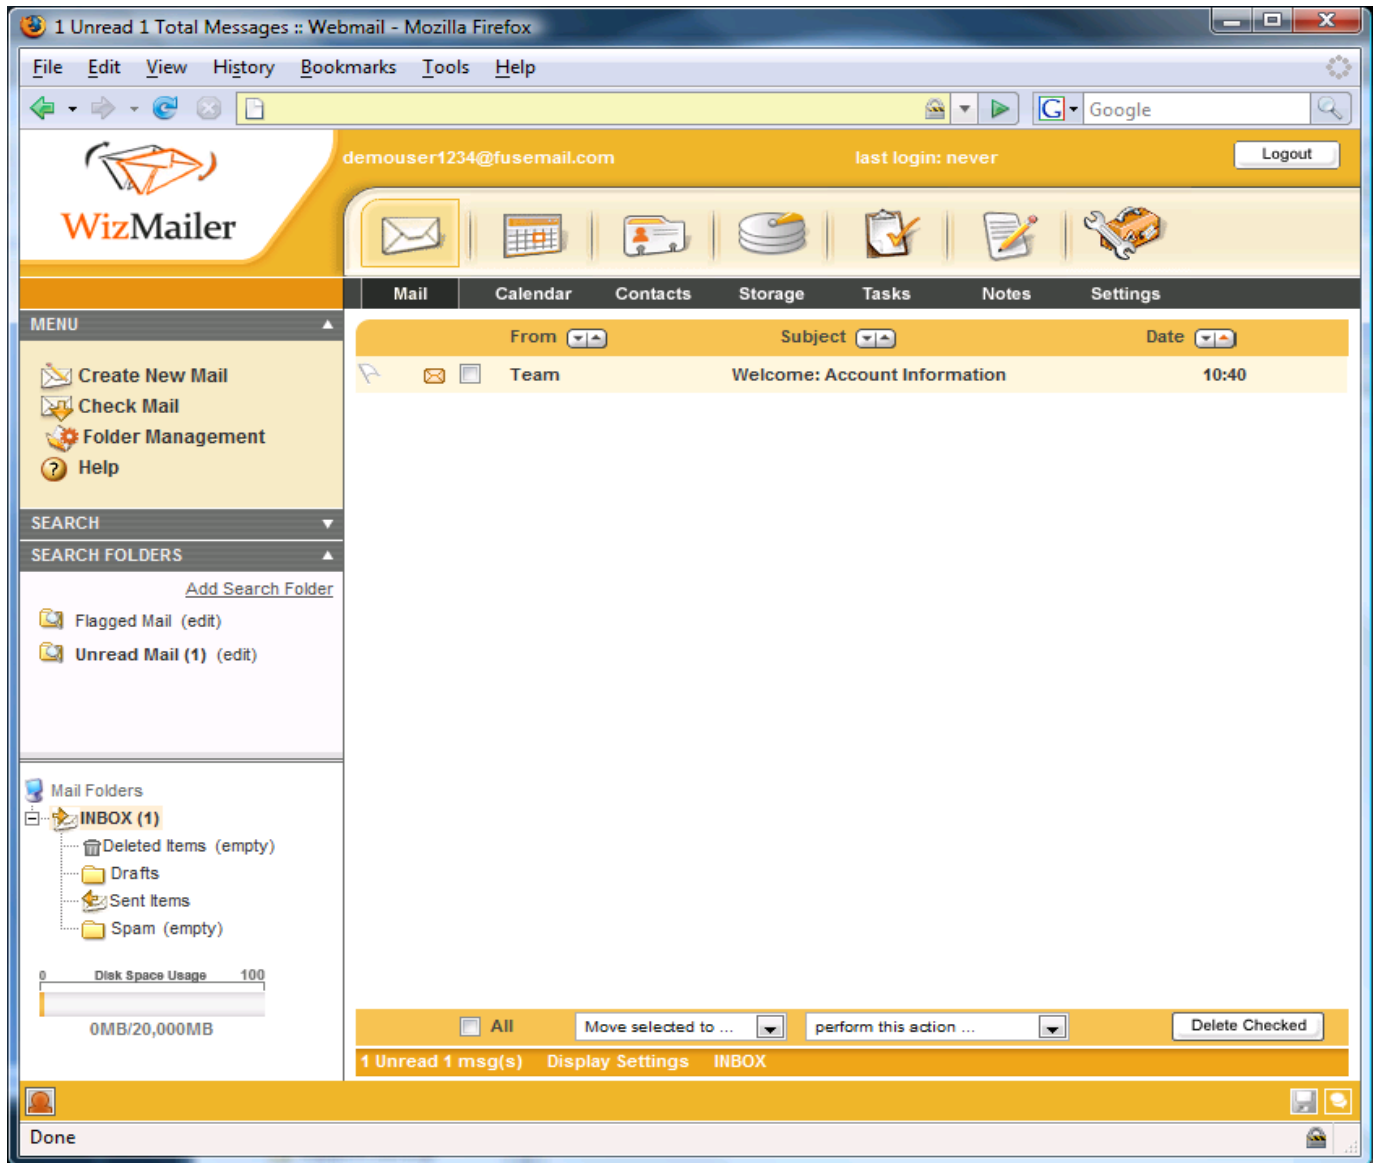 1 Unread 1 Total Messages :: Webmail - Mozilla Firefox
File Edit View History Bookmarks Tools Help
G Google
demouser1234@fusemail.com last login: never Logout
WizMailer
Mail Calendar Contacts Storage Tasks Notes Settings
MENU
From Subject Date
Team Welcome: Account Information 10:40
Create New Mail
Check Mail
Folder Management
? Help
SEARCH
SEARCH FOLDERS
Add Search Folder
Flagged Mail (edit)
Unread Mail (1) (edit)
Mail Folders
INBOX (1)
Deleted Items (empty)
Drafts
Sent Items
Spam (empty)
0 Disk Space Usage 100
0MB/20,000MB
All Move selected to ... perform this action ... Delete Checked
1 Unread 1 msg(s) Display Settings INBOX
Done